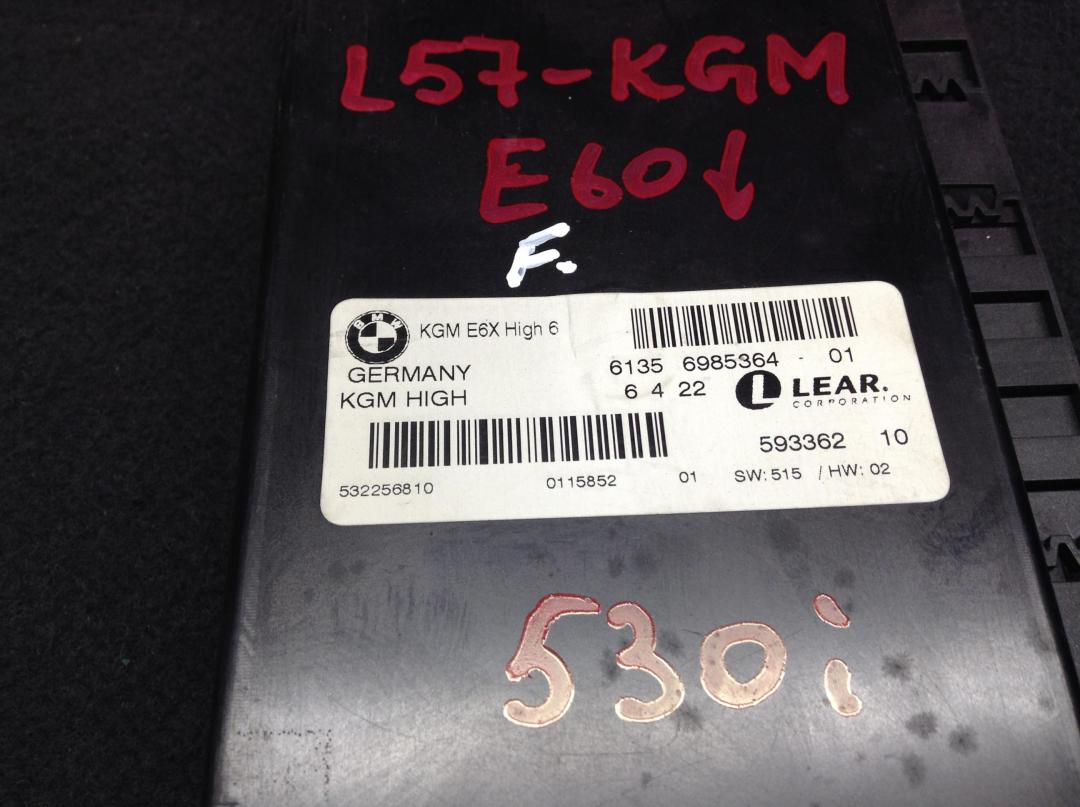 L57-KGM
E60
F.
BMW KGM E6X High 6
GERMANY
KGM HIGH
6135 6985364 - 01
6 4 22
L LEAR.
CORPORATION
593362 10
532256810 0115852 01 SW: 515 / HW: 02
530i